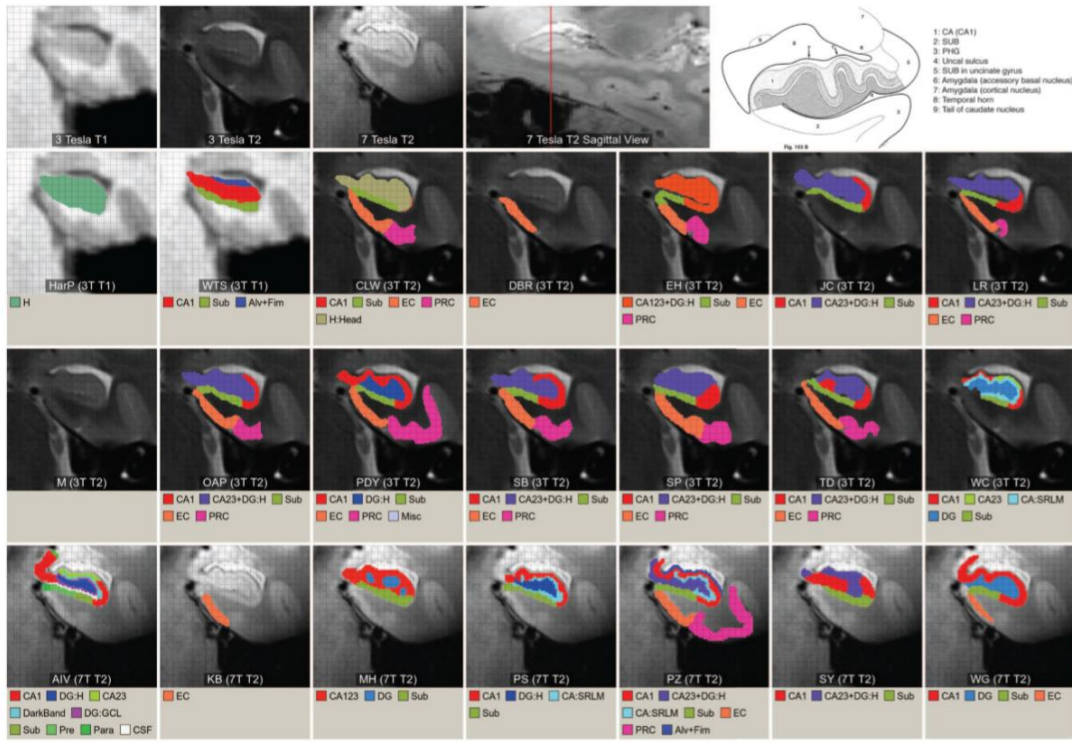 3 Tesla T1
3 Tesla T2
7 Tesla T2
7 Tesla T2 Sagittal View
Fig. 103 B
1: CA (CA1)
2: SUB
3: PHG
4: Uncal sulcus
5: SUB in uncinate gyrus
6: Amygdala (accessory basal nucleus)
7: Amygdala (cortical nucleus)
8: Temporal horn
9: Tail of caudate nucleus
HarP (3T T1)
H
WTS (3T T1)
CA1 Sub Alv+Fim
CLW (3T T2)
CA1 Sub EC PRC
H:Head
DBR (3T T2)
EC
EH (3T T2)
CA123+DG:H Sub EC
PRC
JC (3T T2)
CA1 CA23+DG:H Sub
LR (3T T2)
CA1 CA23+DG:H Sub
EC PRC
M (3T T2)
OAP (3T T2)
CA1 CA23+DG:H Sub
EC PRC
PDY (3T T2)
CA1 DG:H Sub
EC PRC Misc
SB (3T T2)
CA1 CA23+DG:H Sub
EC PRC
SP (3T T2)
CA1 CA23+DG:H Sub
EC PRC
TD (3T T2)
CA1 CA23+DG:H Sub
EC PRC
WC (3T T2)
CA1 CA23 CA:SRLM
DG Sub
AIV (7T T2)
CA1 DG:H CA23
DarkBand DG:GCL
Sub Pre Para CSF
KB (7T T2)
EC
MH (7T T2)
CA123 DG Sub
PS (7T T2)
CA1 DG:H CA:SRLM
Sub
PZ (7T T2)
CA1 CA23+DG:H
CA:SRLM Sub EC
PRC Alv+Fim
SY (7T T2)
CA1 CA23+DG:H Sub
WG (7T T2)
CA1 DG Sub EC